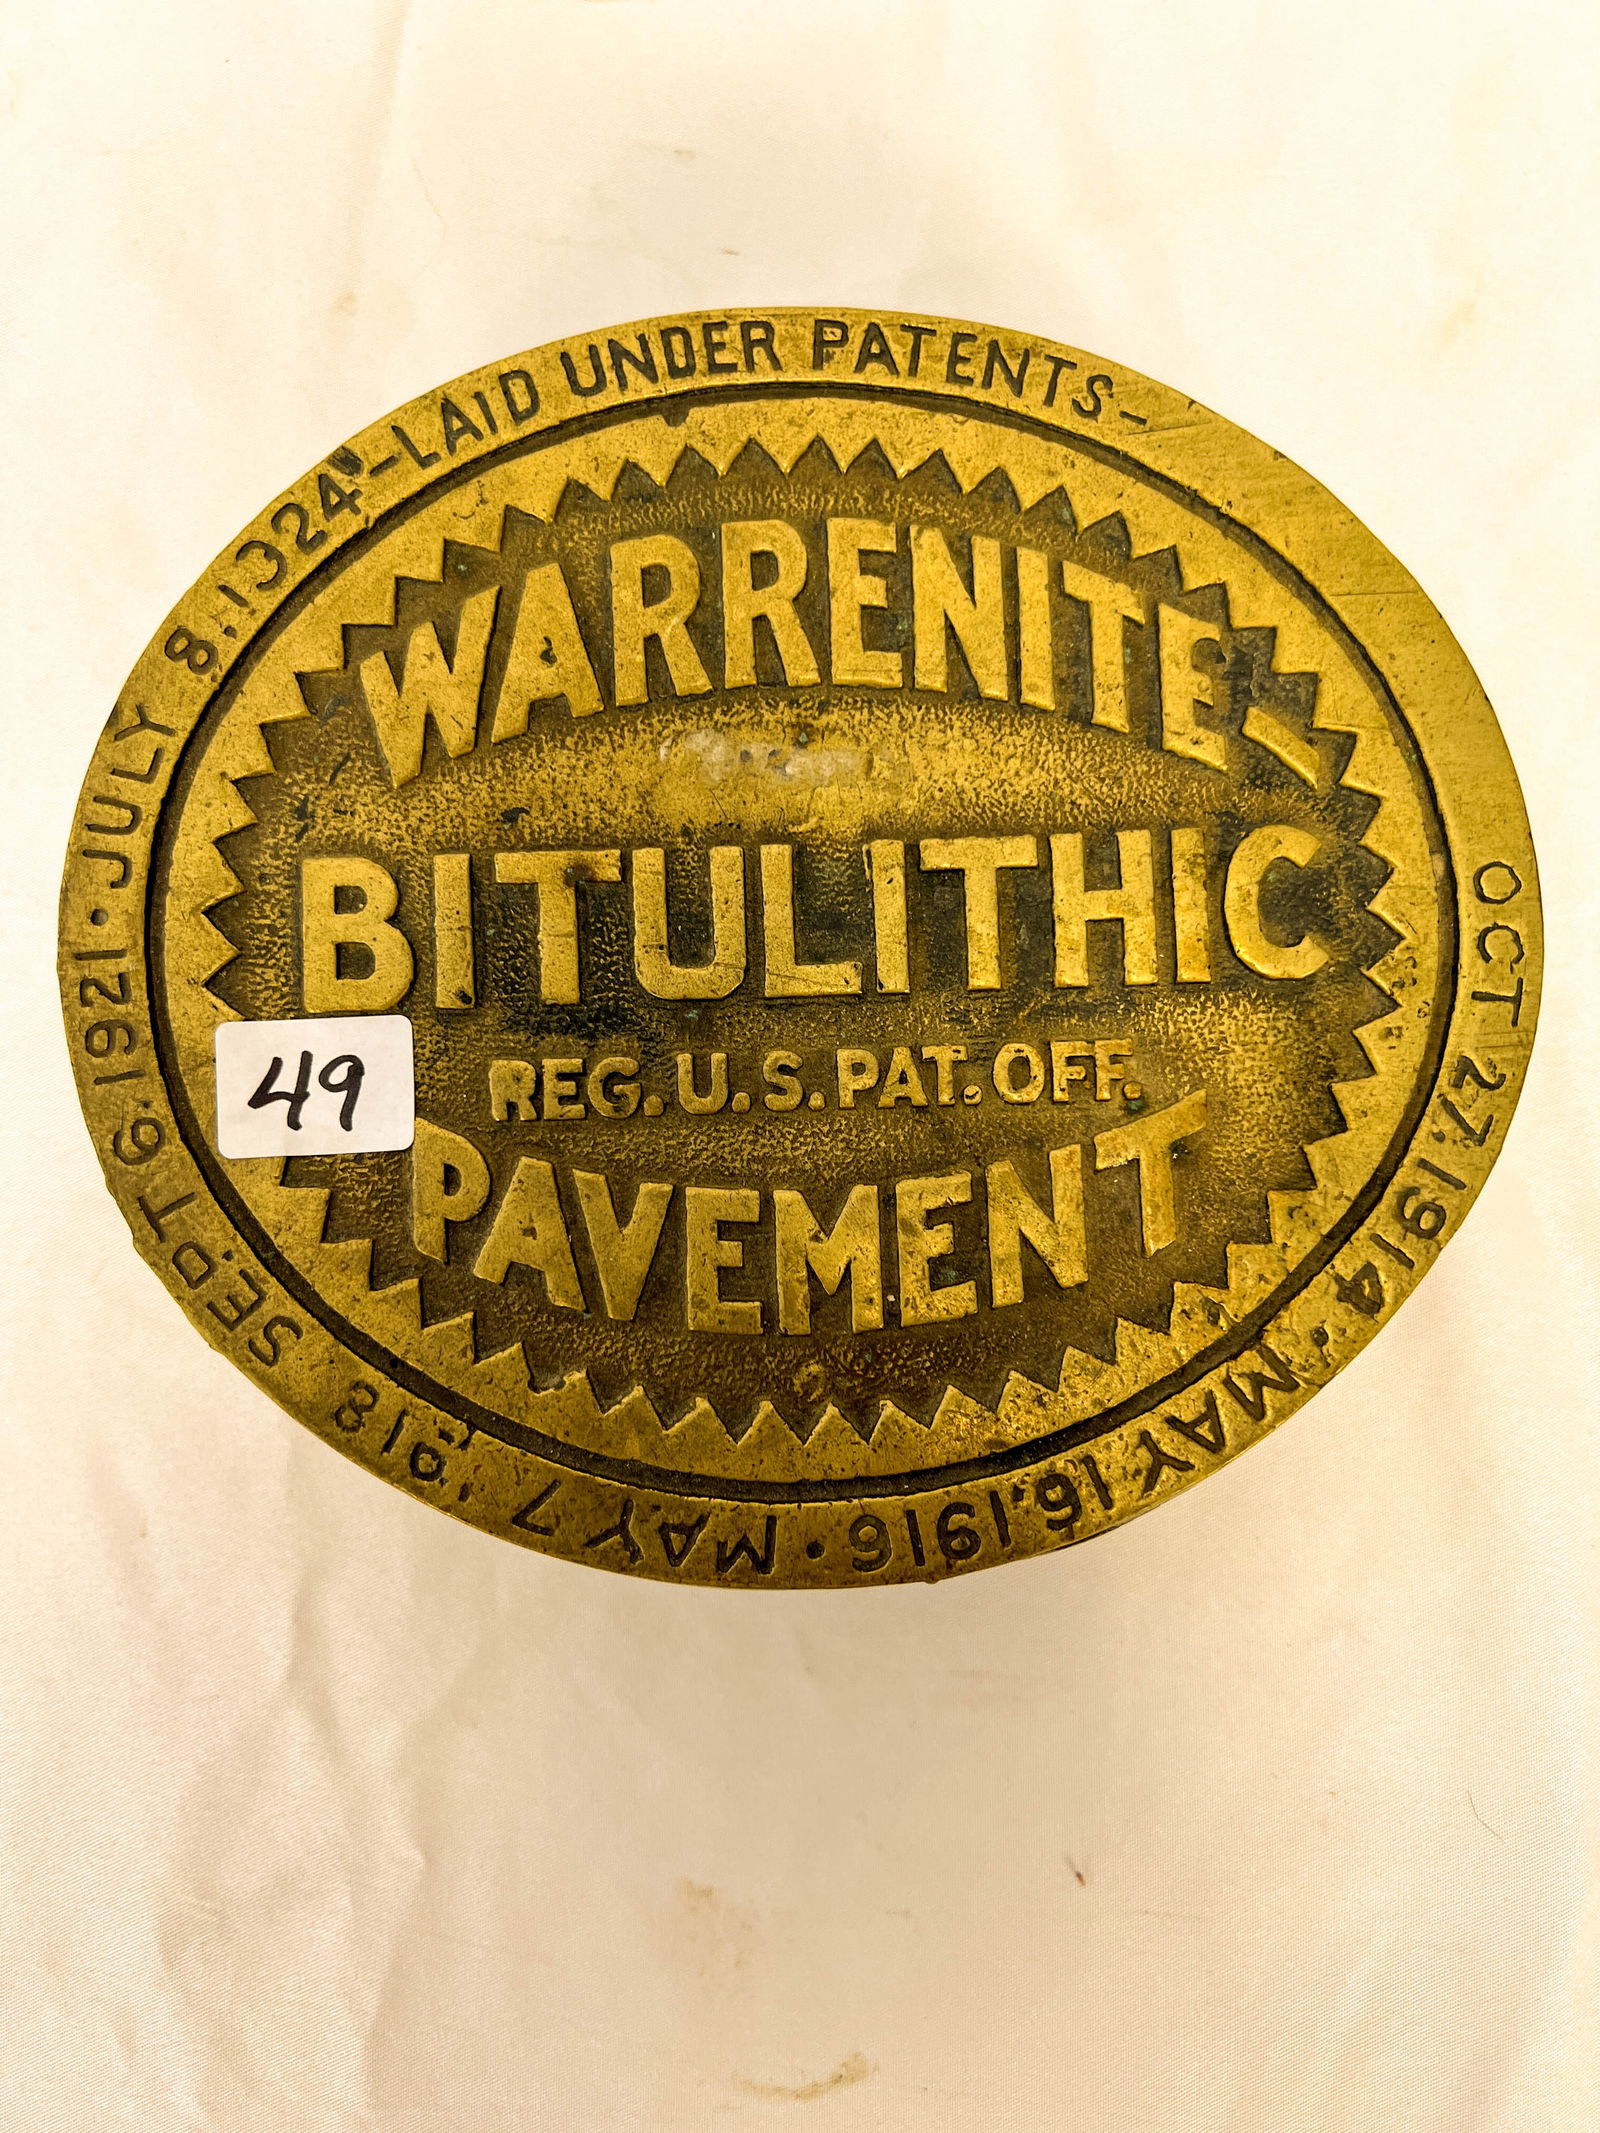 -LAID UNDER PATENTS-
OCT 27, 1914 · MAY 16, 1916 · MAY 7, 1918
SEPT 6, 1921 · JULY 8, 1924
WARRENITE-
BITULITHIC
REG. U. S. PAT. OFF.
PAVEMENT
49